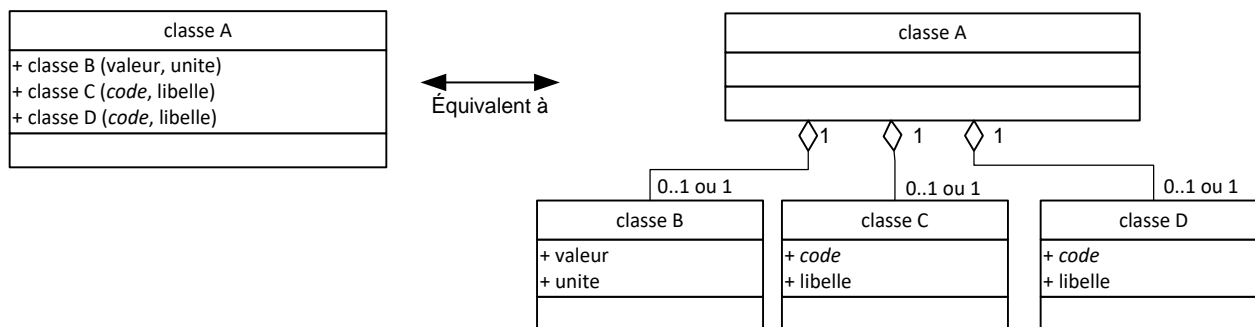 classe A
+ classe B (valeur, unite)
+ classe C (code, libelle)
+ classe D (code, libelle)
Équivalent à
classe A
1
1
1
0..1 ou 1
0..1 ou 1
0..1 ou 1
classe B
+ valeur
+ unite
classe C
+ code
+ libelle
classe D
+ code
+ libelle